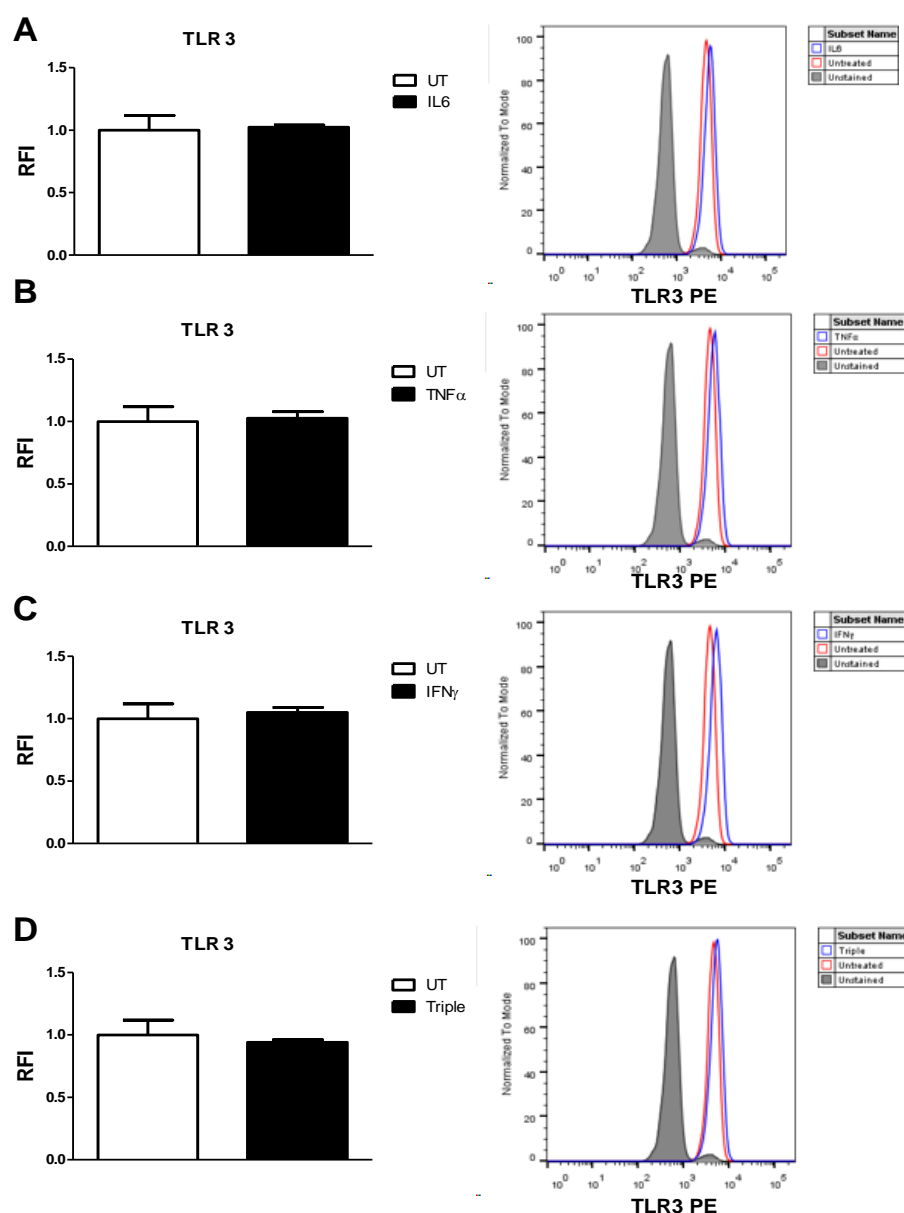 A
TLR 3
RFI
1.5
1.0
0.5
0.0
UT
IL6
Normalized To Mode
100
80
60
40
20
0
10^0 10^1 10^2 10^3 10^4 10^5
TLR3 PE
Subset Name
IL6
Untreated
Unstained
B
TLR 3
RFI
1.5
1.0
0.5
0.0
UT
TNFα
Normalized To Mode
100
80
60
40
20
0
10^0 10^1 10^2 10^3 10^4 10^5
TLR3 PE
Subset Name
TNFα
Untreated
Unstained
C
TLR 3
RFI
1.5
1.0
0.5
0.0
UT
IFNγ
Normalized To Mode
100
80
60
40
20
0
10^0 10^1 10^2 10^3 10^4 10^5
TLR3 PE
Subset Name
IFNγ
Untreated
Unstained
D
TLR 3
RFI
1.5
1.0
0.5
0.0
UT
Triple
Normalized To Mode
100
80
60
40
20
0
10^0 10^1 10^2 10^3 10^4 10^5
TLR3 PE
Subset Name
Triple
Untreated
Unstained